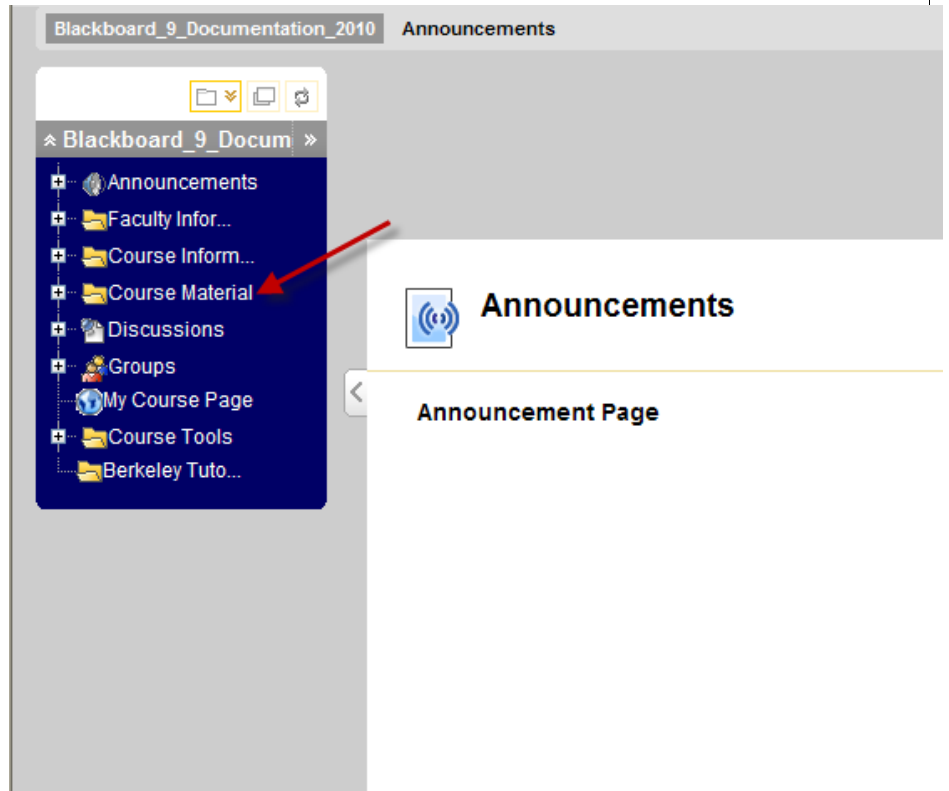 Blackboard_9_Documentation_2010 Announcements
Blackboard_9_Docum
Announcements
Faculty Infor...
Course Inform...
Course Material
Discussions
Groups
My Course Page
Course Tools
Berkeley Tuto...
Announcements
Announcement Page